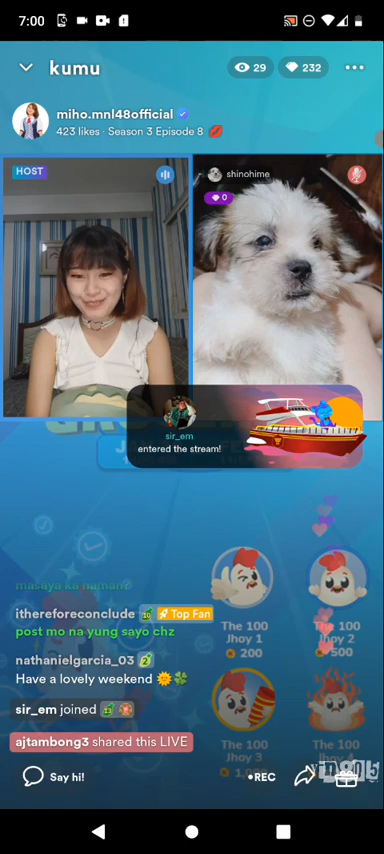 7:00
kumu
29
232
miho.mnl48official
423 likes · Season 3 Episode 8
HOST
shinohime
0
sir_em
entered the stream!
masaya ka naman?
ithereforeconclude 10 Top Fan
post mo na yung sayo chz
nathanielgarcia_03 2
Have a lovely weekend
sir_em joined
ajtambong3 shared this LIVE
The 100
Jhoy 1
200
The 100
Jhoy 2
500
The 100
Jhoy 3
The 100
Say hi!
•REC